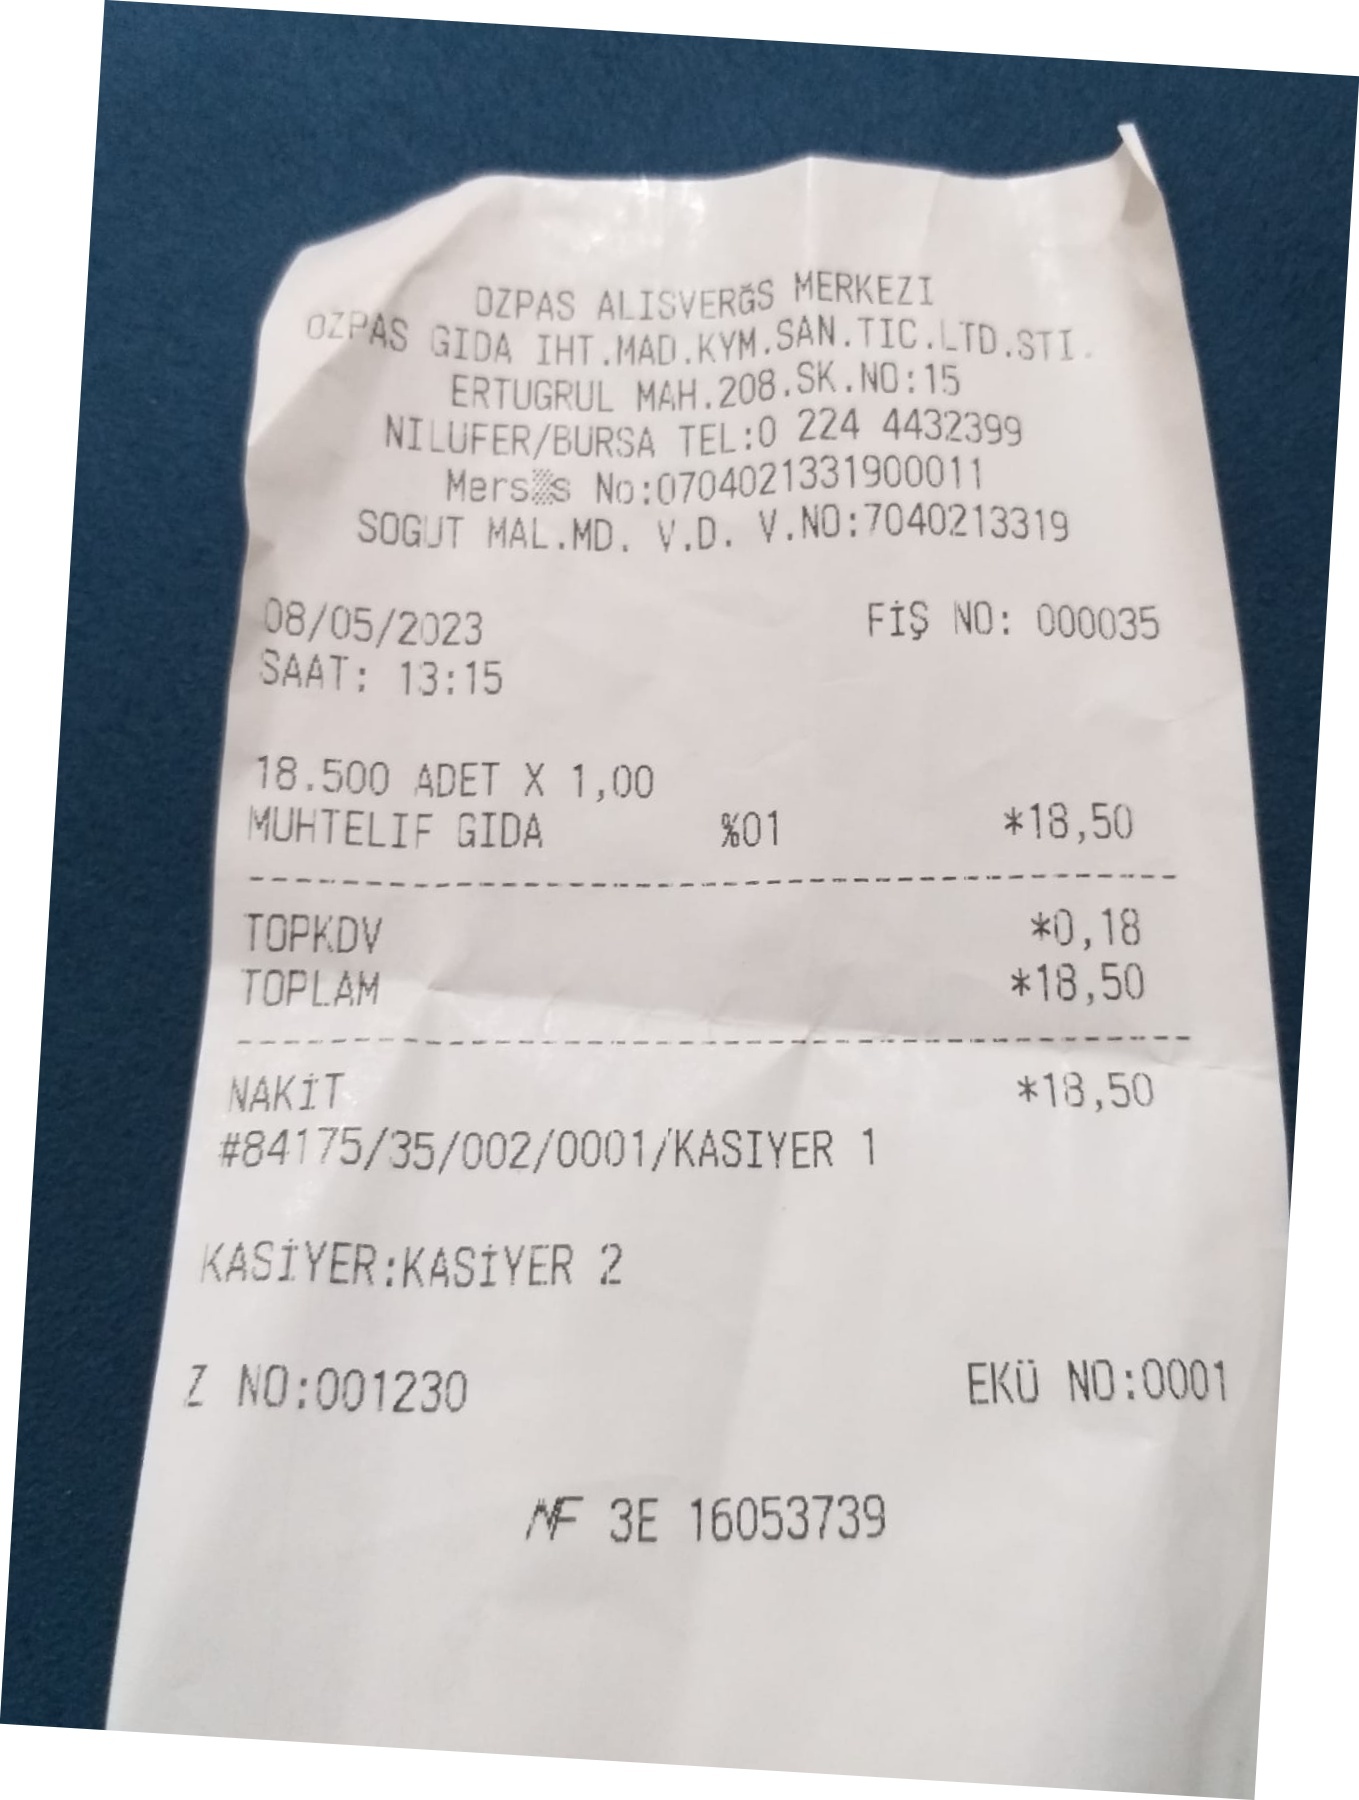 OZPAS ALISVERĞS MERKEZI
OZPAS GIDA IHT.MAD.KYM.SAN.TIC.LTD.STI.
ERTUGRUL MAH.208.SK.NO:15
NILUFER/BURSA TEL:0 224 4432399
Mers▒s No:0704021331900011
SOGUT MAL.MD. V.D. V.NO:7040213319
08/05/2023 FİŞ NO: 000035
SAAT: 13:15
18.500 ADET X 1,00
MUHTELIF GIDA %01 *18,50
TOPKDV *0,18
TOPLAM *18,50
NAKİT *18,50
#84175/35/002/0001/KASIYER 1
KASİYER:KASİYER 2
Z NO:001230 EKÜ NO:0001
MF 3E 16053739